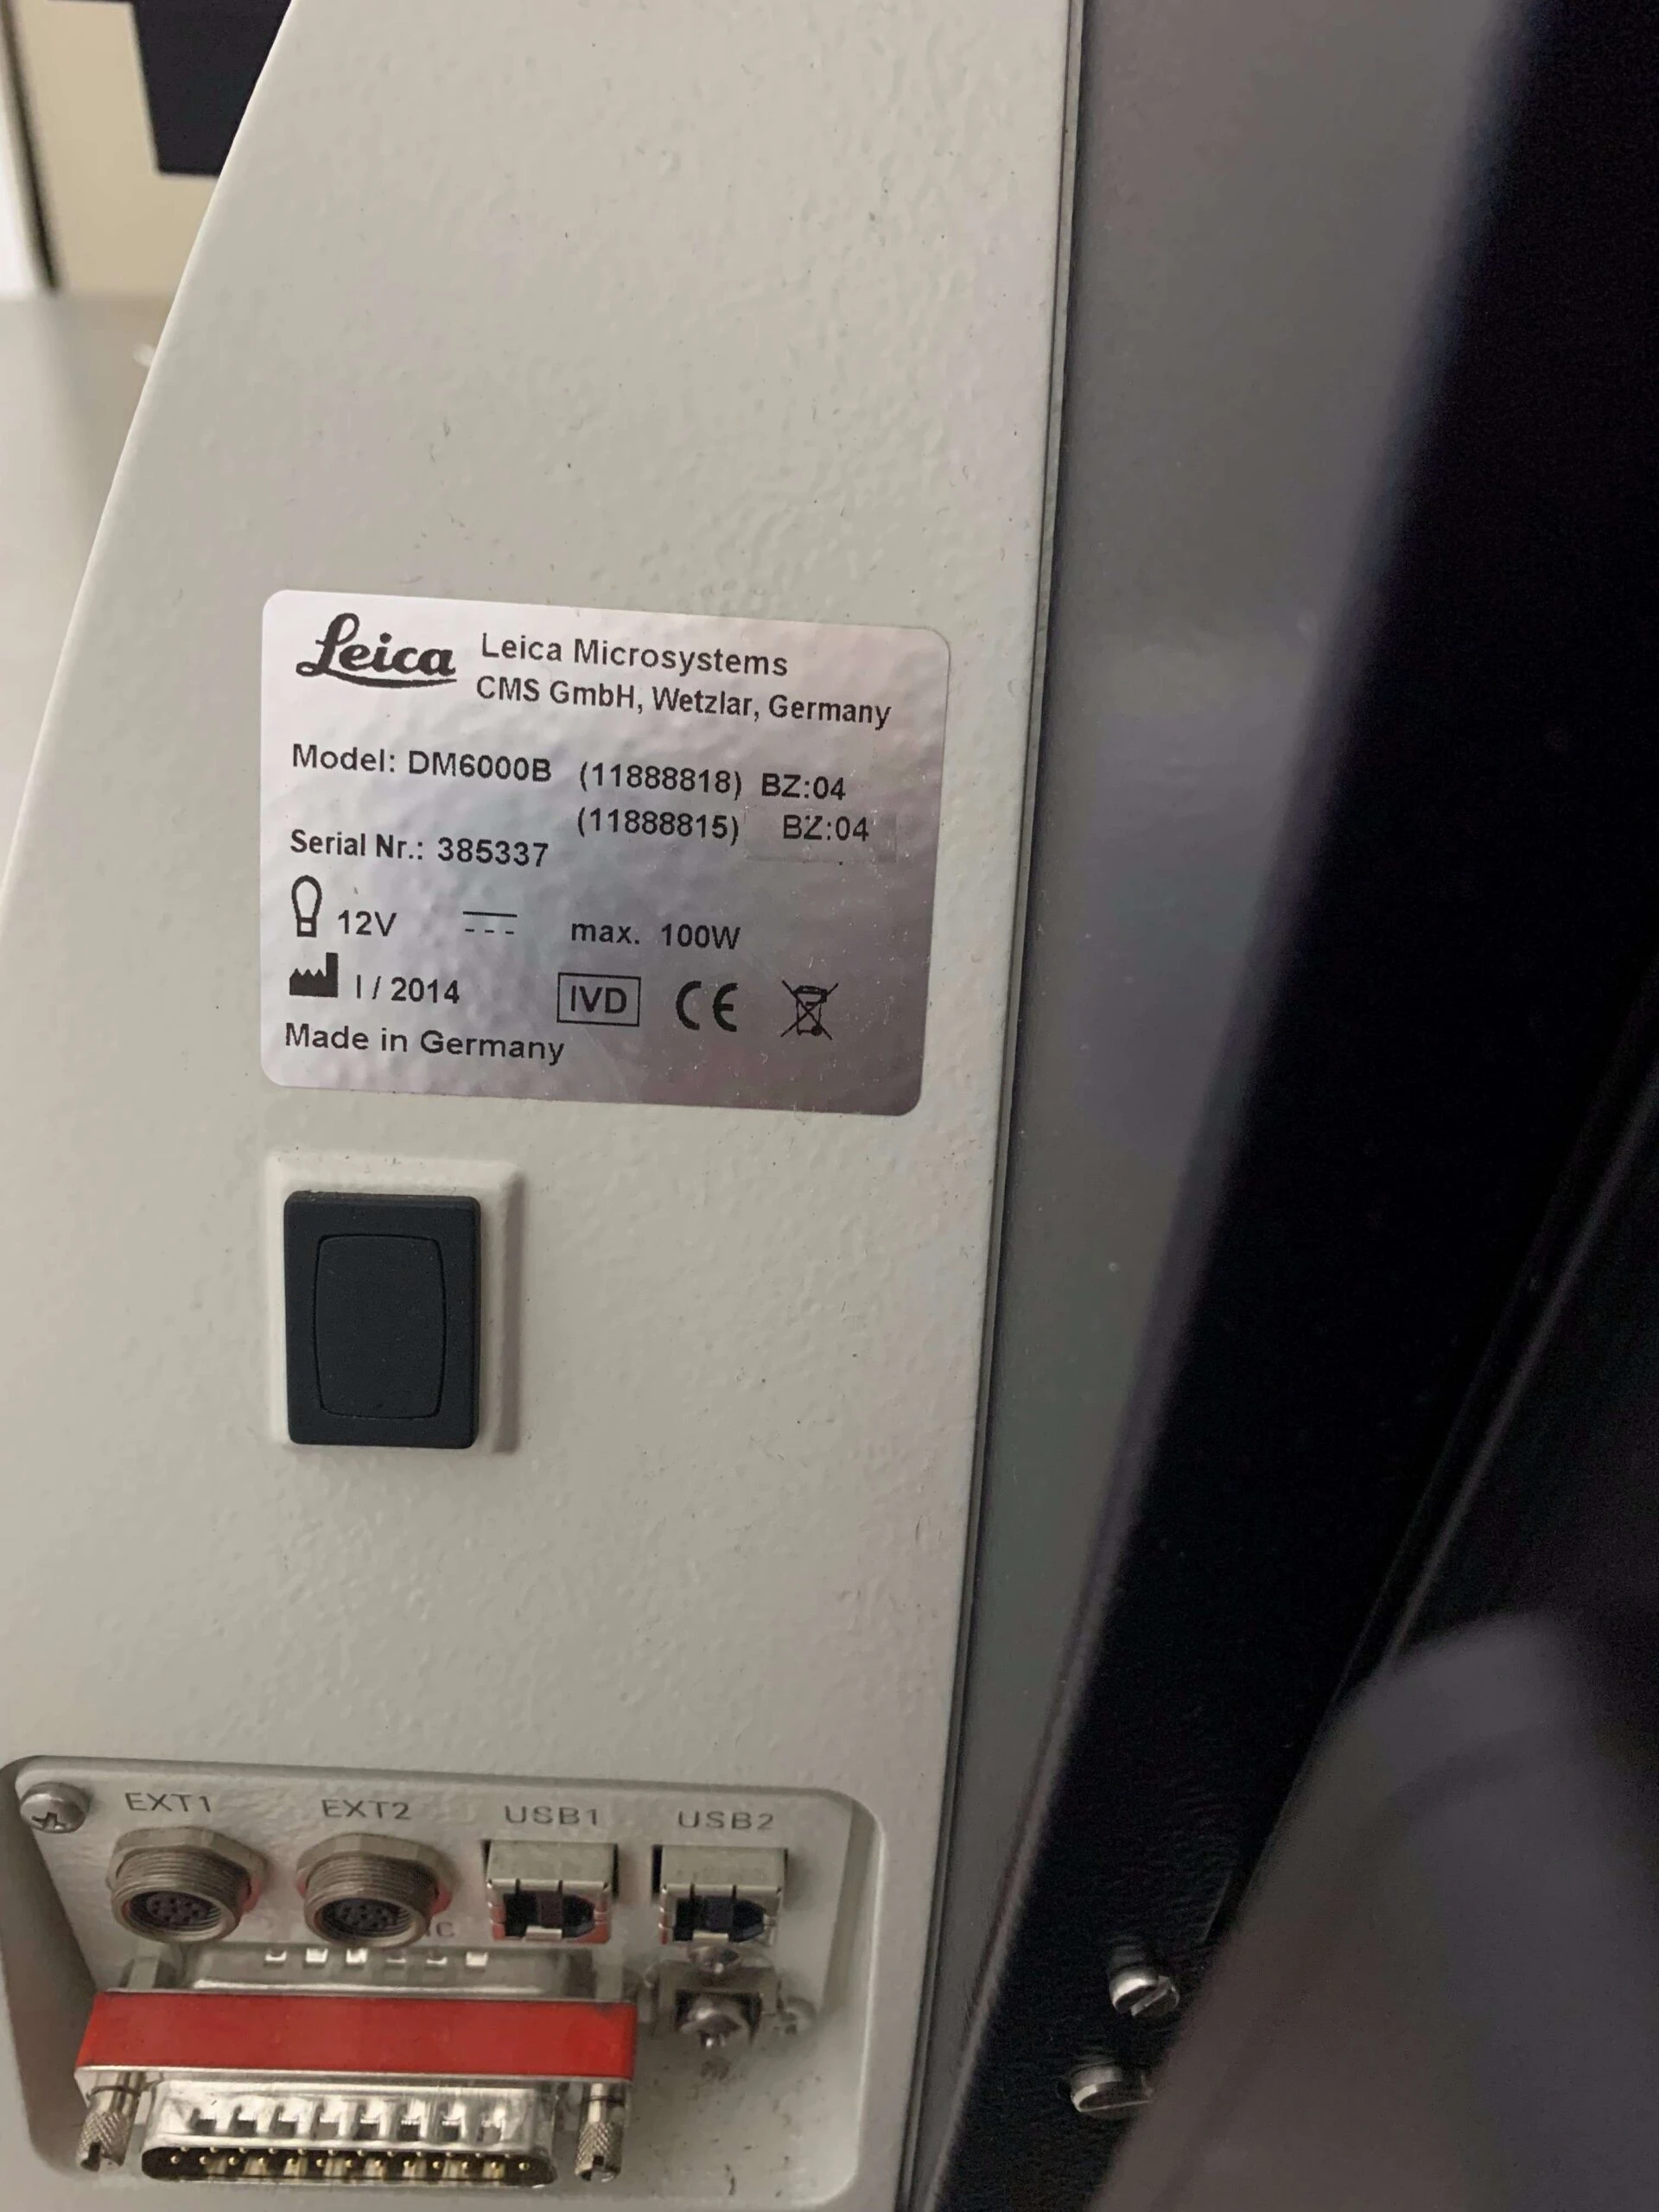 Leica Leica Microsystems
CMS GmbH, Wetzlar, Germany
Model: DM6000B (11888818) BZ:04
(11888815) BZ:04
Serial Nr.: 385337
12V max. 100W
I / 2014 IVD CE
Made in Germany
EXT1 EXT2 USB1 USB2